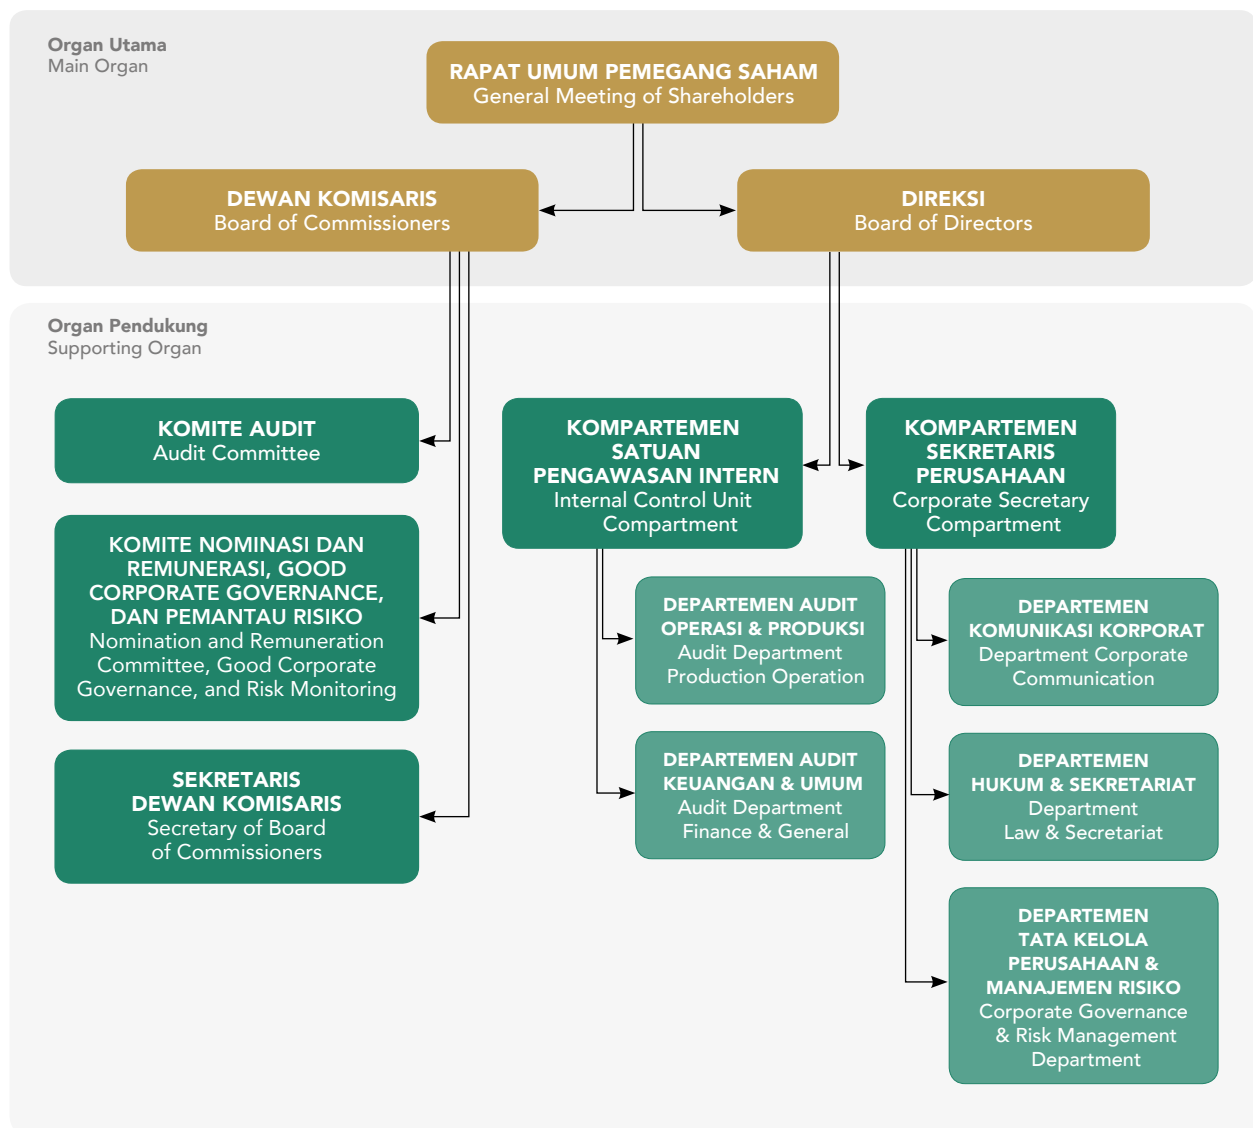 Organ Utama
Main Organ
RAPAT UMUM PEMEGANG SAHAM
General Meeting of Shareholders
DEWAN KOMISARIS
Board of Commissioners
DIREKSI
Board of Directors
Organ Pendukung
Supporting Organ
KOMITE AUDIT
Audit Committee
KOMITE NOMINASI DAN
REMUNERASI, GOOD
CORPORATE GOVERNANCE,
DAN PEMANTAU RISIKO
Nomination and Remuneration
Committee, Good Corporate
Governance, and Risk Monitoring
SEKRETARIS
DEWAN KOMISARIS
Secretary of Board
of Commissioners
KOMPARTEMEN
SATUAN
PENGAWASAN INTERN
Internal Control Unit
Compartment
DEPARTEMEN AUDIT
OPERASI & PRODUKSI
Audit Department
Production Operation
DEPARTEMEN AUDIT
KEUANGAN & UMUM
Audit Department
Finance & General
KOMPARTEMEN
SEKRETARIS
PERUSAHAAN
Corporate Secretary
Compartment
DEPARTEMEN
KOMUNIKASI KORPORAT
Department Corporate
Communication
DEPARTEMEN
HUKUM & SEKRETARIAT
Department
Law & Secretariat
DEPARTEMEN
TATA KELOLA
PERUSAHAAN &
MANAJEMEN RISIKO
Corporate Governance
& Risk Management
Department